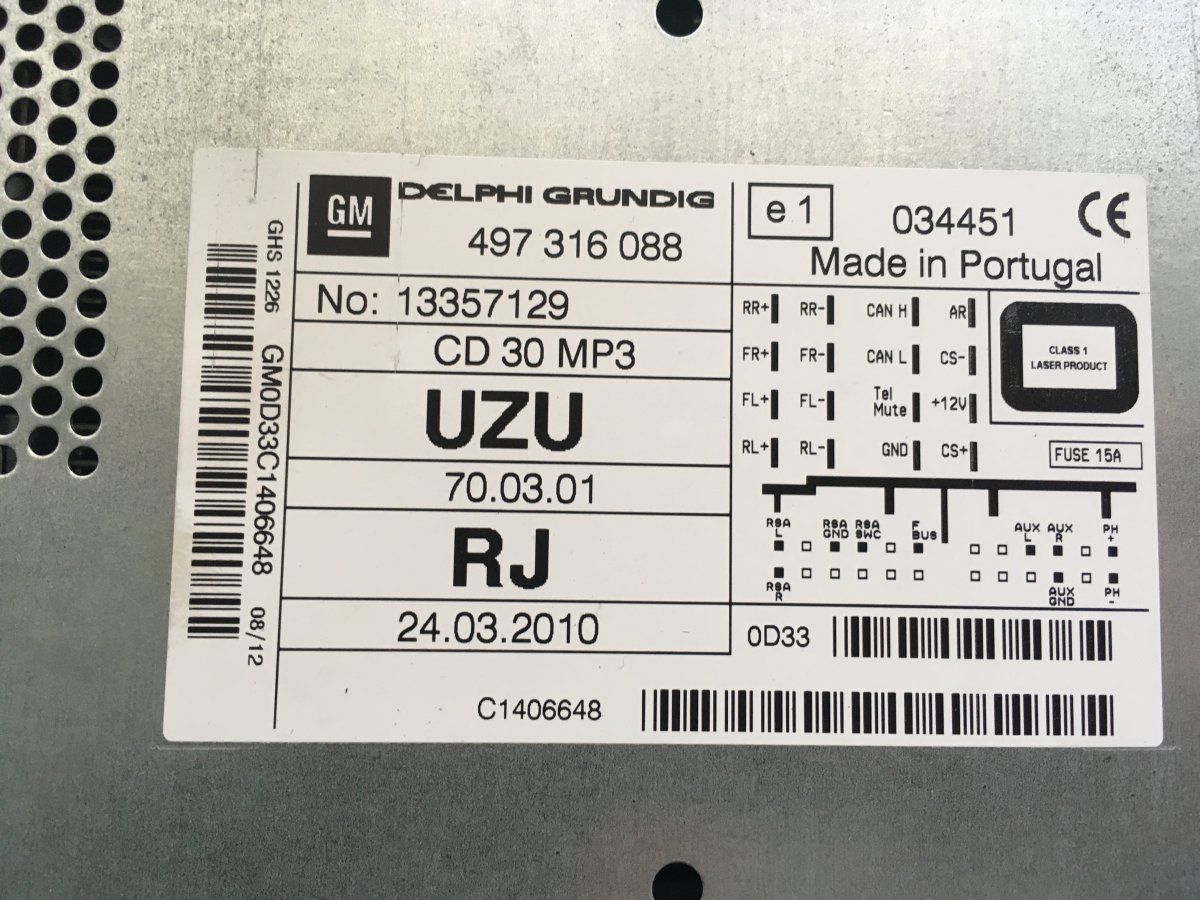 GHS 1226 GM0D33C1406648 08/12
GM
DELPHI GRUNDIG
497 316 088
No: 13357129
CD 30 MP3
UZU
70.03.01
RJ
24.03.2010
e1 034451 CE
Made in Portugal
RR+ RR- CAN H AR
FR+ FR- CAN L CS-
FL+ FL- Tel Mute +12V
RL+ RL- GND CS+
CLASS 1
LASER PRODUCT
FUSE 15A
RSA L RSA GND RSA SWC F BUS AUX L AUX R PH +
RSA R AUX GND PH -
0D33
C1406648